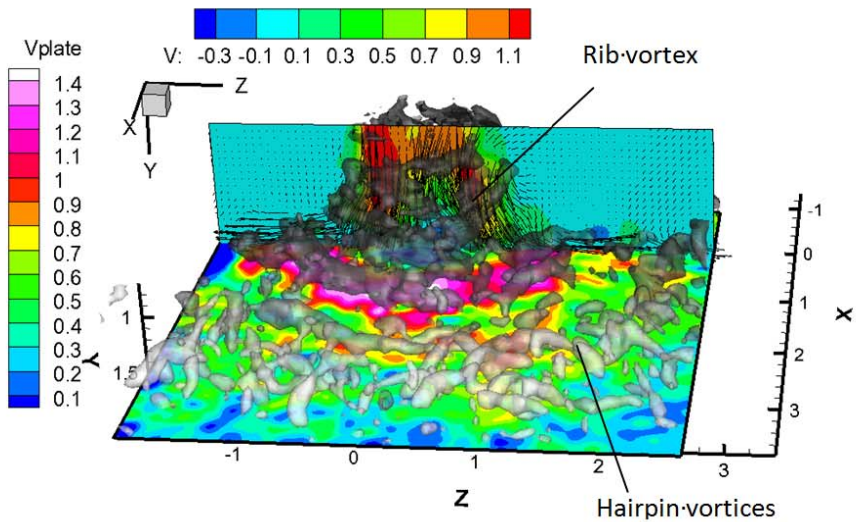 V: -0.3 -0.1 0.1 0.3 0.5 0.7 0.9 1.1
Vplate
1.4
1.3
1.2
1.1
1
0.9
0.8
0.7
0.6
0.5
0.4
0.3
0.2
0.1
Z
X
Y
Rib·vortex
-1
0
1
2
3
X
1
1.5
Y
-1
0
1
2
3
Z
Hairpin·vortices